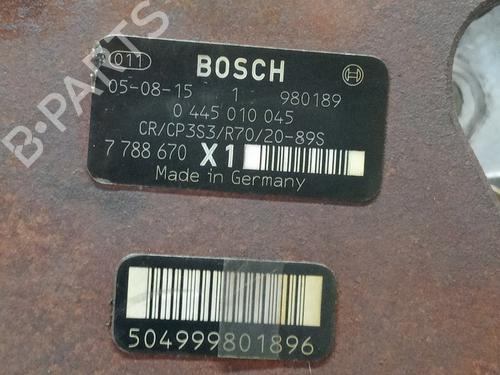 011
BOSCH
05-08-15 1 980189
0 445 010 045
CR/CP3S3/R70/20-89S
7 788 670 X1
Made in Germany
504999801896
B-PARTS